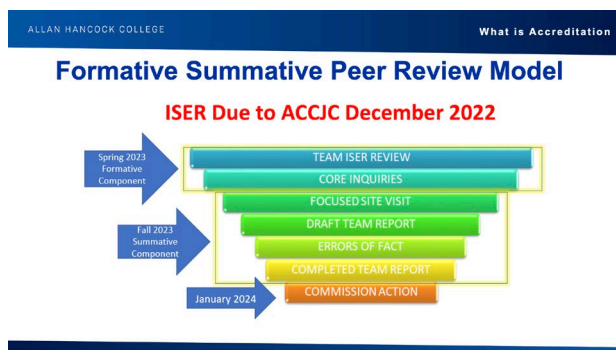 ALLAN HANCOCK COLLEGE
What is Accreditation
Formative Summative Peer Review Model
ISER Due to ACCJC December 2022
Spring 2023
Formative
Component
TEAM ISER REVIEW
CORE INQUIRIES
Fall 2023
Summative
Component
FOCUSED SITE VISIT
DRAFT TEAM REPORT
ERRORS OF FACT
COMPLETED TEAM REPORT
January 2024
COMMISSION ACTION